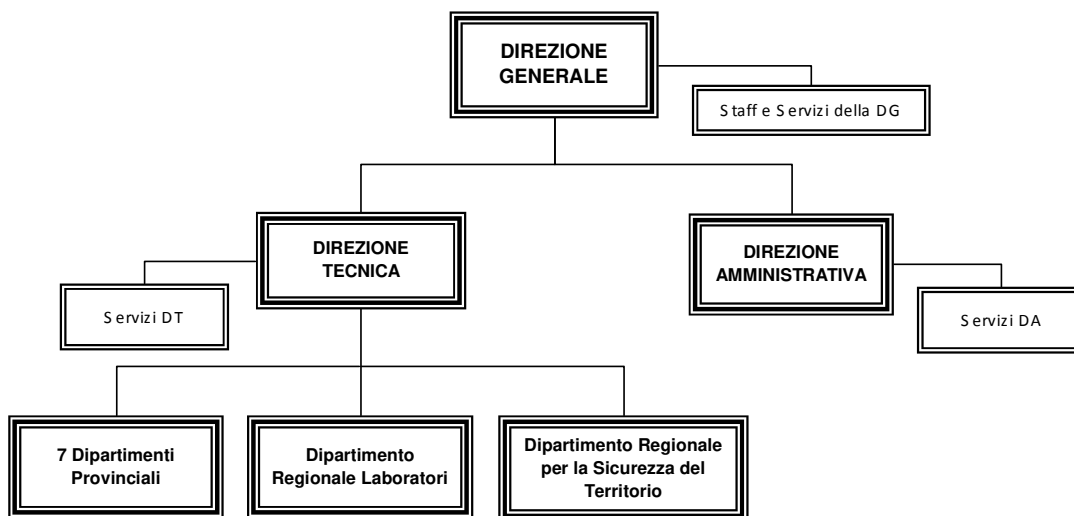 DIREZIONE
GENERALE
Staff e Servizi della DG
DIREZIONE
TECNICA
DIREZIONE
AMMINISTRATIVA
Servizi DT
Servizi DA
7 Dipartimenti
Provinciali
Dipartimento
Regionale Laboratori
Dipartimento Regionale
per la Sicurezza del
Territorio